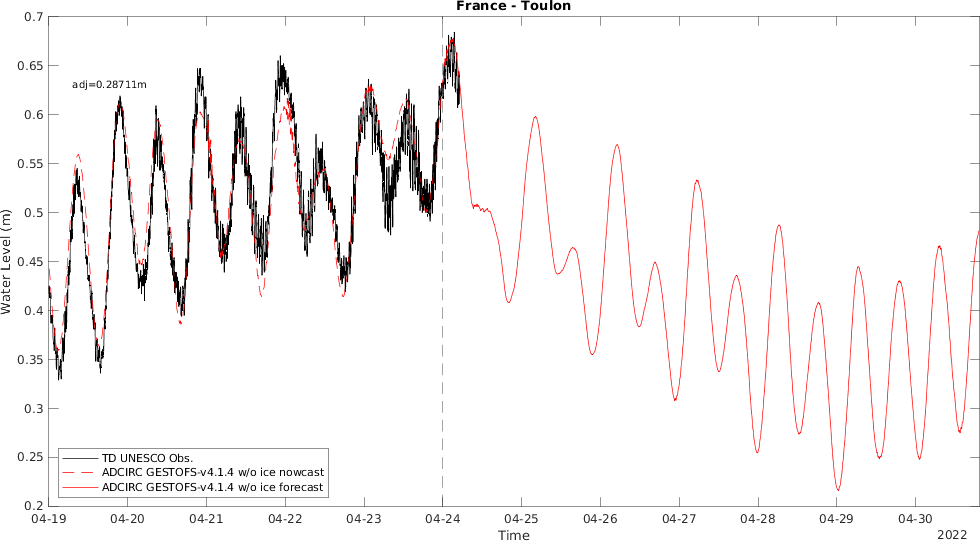 France - Toulon
0.7
0.65
adj=0.28711m
0.6
0.55
0.5
0.45
0.4
0.35
0.3
0.25
0.2
Water Level (m)
TD UNESCO Obs.
ADCIRC GESTOFS-v4.1.4 w/o ice nowcast
ADCIRC GESTOFS-v4.1.4 w/o ice forecast
04-19 04-20 04-21 04-22 04-23 04-24 04-25 04-26 04-27 04-28 04-29 04-30
Time
2022